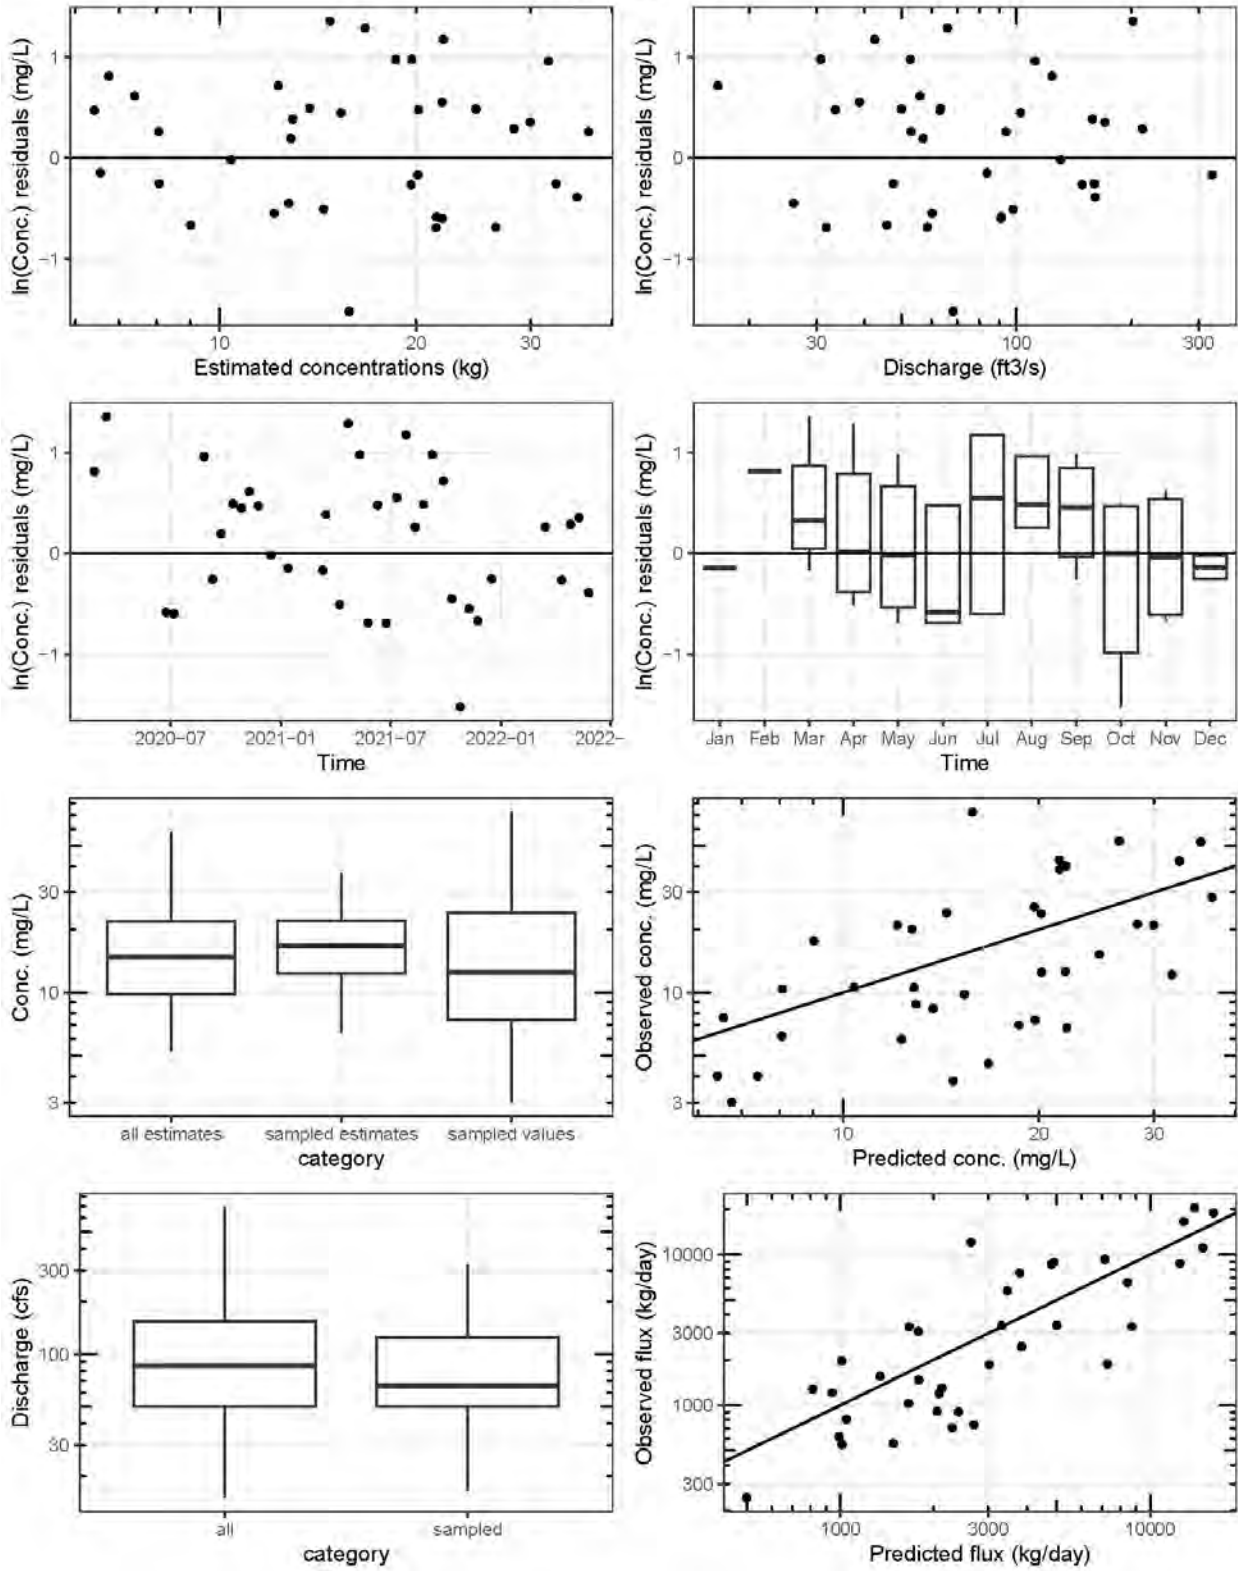 ln(Conc.) residuals (mg/L)
1
0
−1
10
20
30
Estimated concentrations (kg)
ln(Conc.) residuals (mg/L)
1
0
−1
30
100
300
Discharge (ft3/s)
ln(Conc.) residuals (mg/L)
1
0
−1
2020-07
2021-01
2021-07
2022-01
2022-
Time
ln(Conc.) residuals (mg/L)
1
0
−1
Jan Feb Mar Apr May Jun Jul Aug Sep Oct Nov Dec
Time
Conc. (mg/L)
30
10
3
all estimates
sampled estimates
sampled values
category
Observed conc. (mg/L)
30
10
3
10
20
30
Predicted conc. (mg/L)
Discharge (cfs)
300
100
30
all
sampled
category
Observed flux (kg/day)
10000
3000
1000
300
1000
3000
10000
Predicted flux (kg/day)